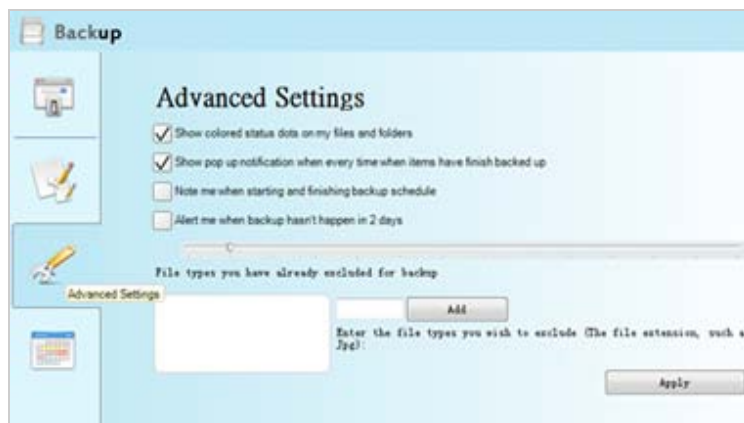 Backup
Advanced Settings
Show colored status dots on my files and folders
Show pop up notification when every time when items have finish backed up
Note me when starting and finishing backup schedule
Alert me when backup hasn't happen in 2 days
File types you have already excluded for backup
Advanced Settings
Add
Enter the file types you wish to exclude (The file extension, such a
Jpg):
Apply